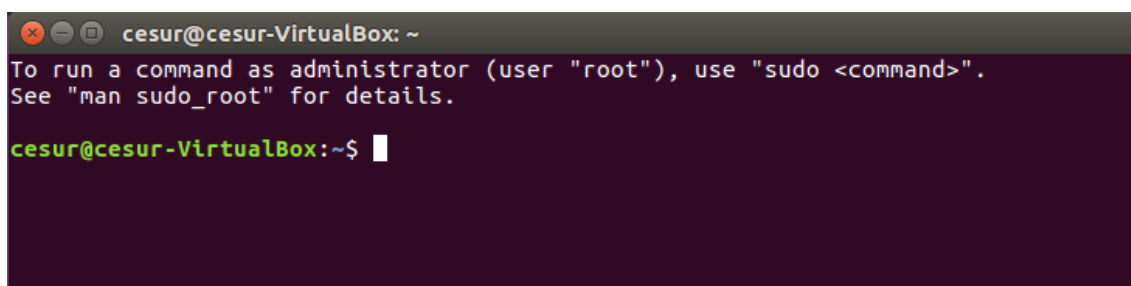 cesur@cesur-VirtualBox: ~
To run a command as administrator (user "root"), use "sudo <command>".
See "man sudo_root" for details.
cesur@cesur-VirtualBox:~$